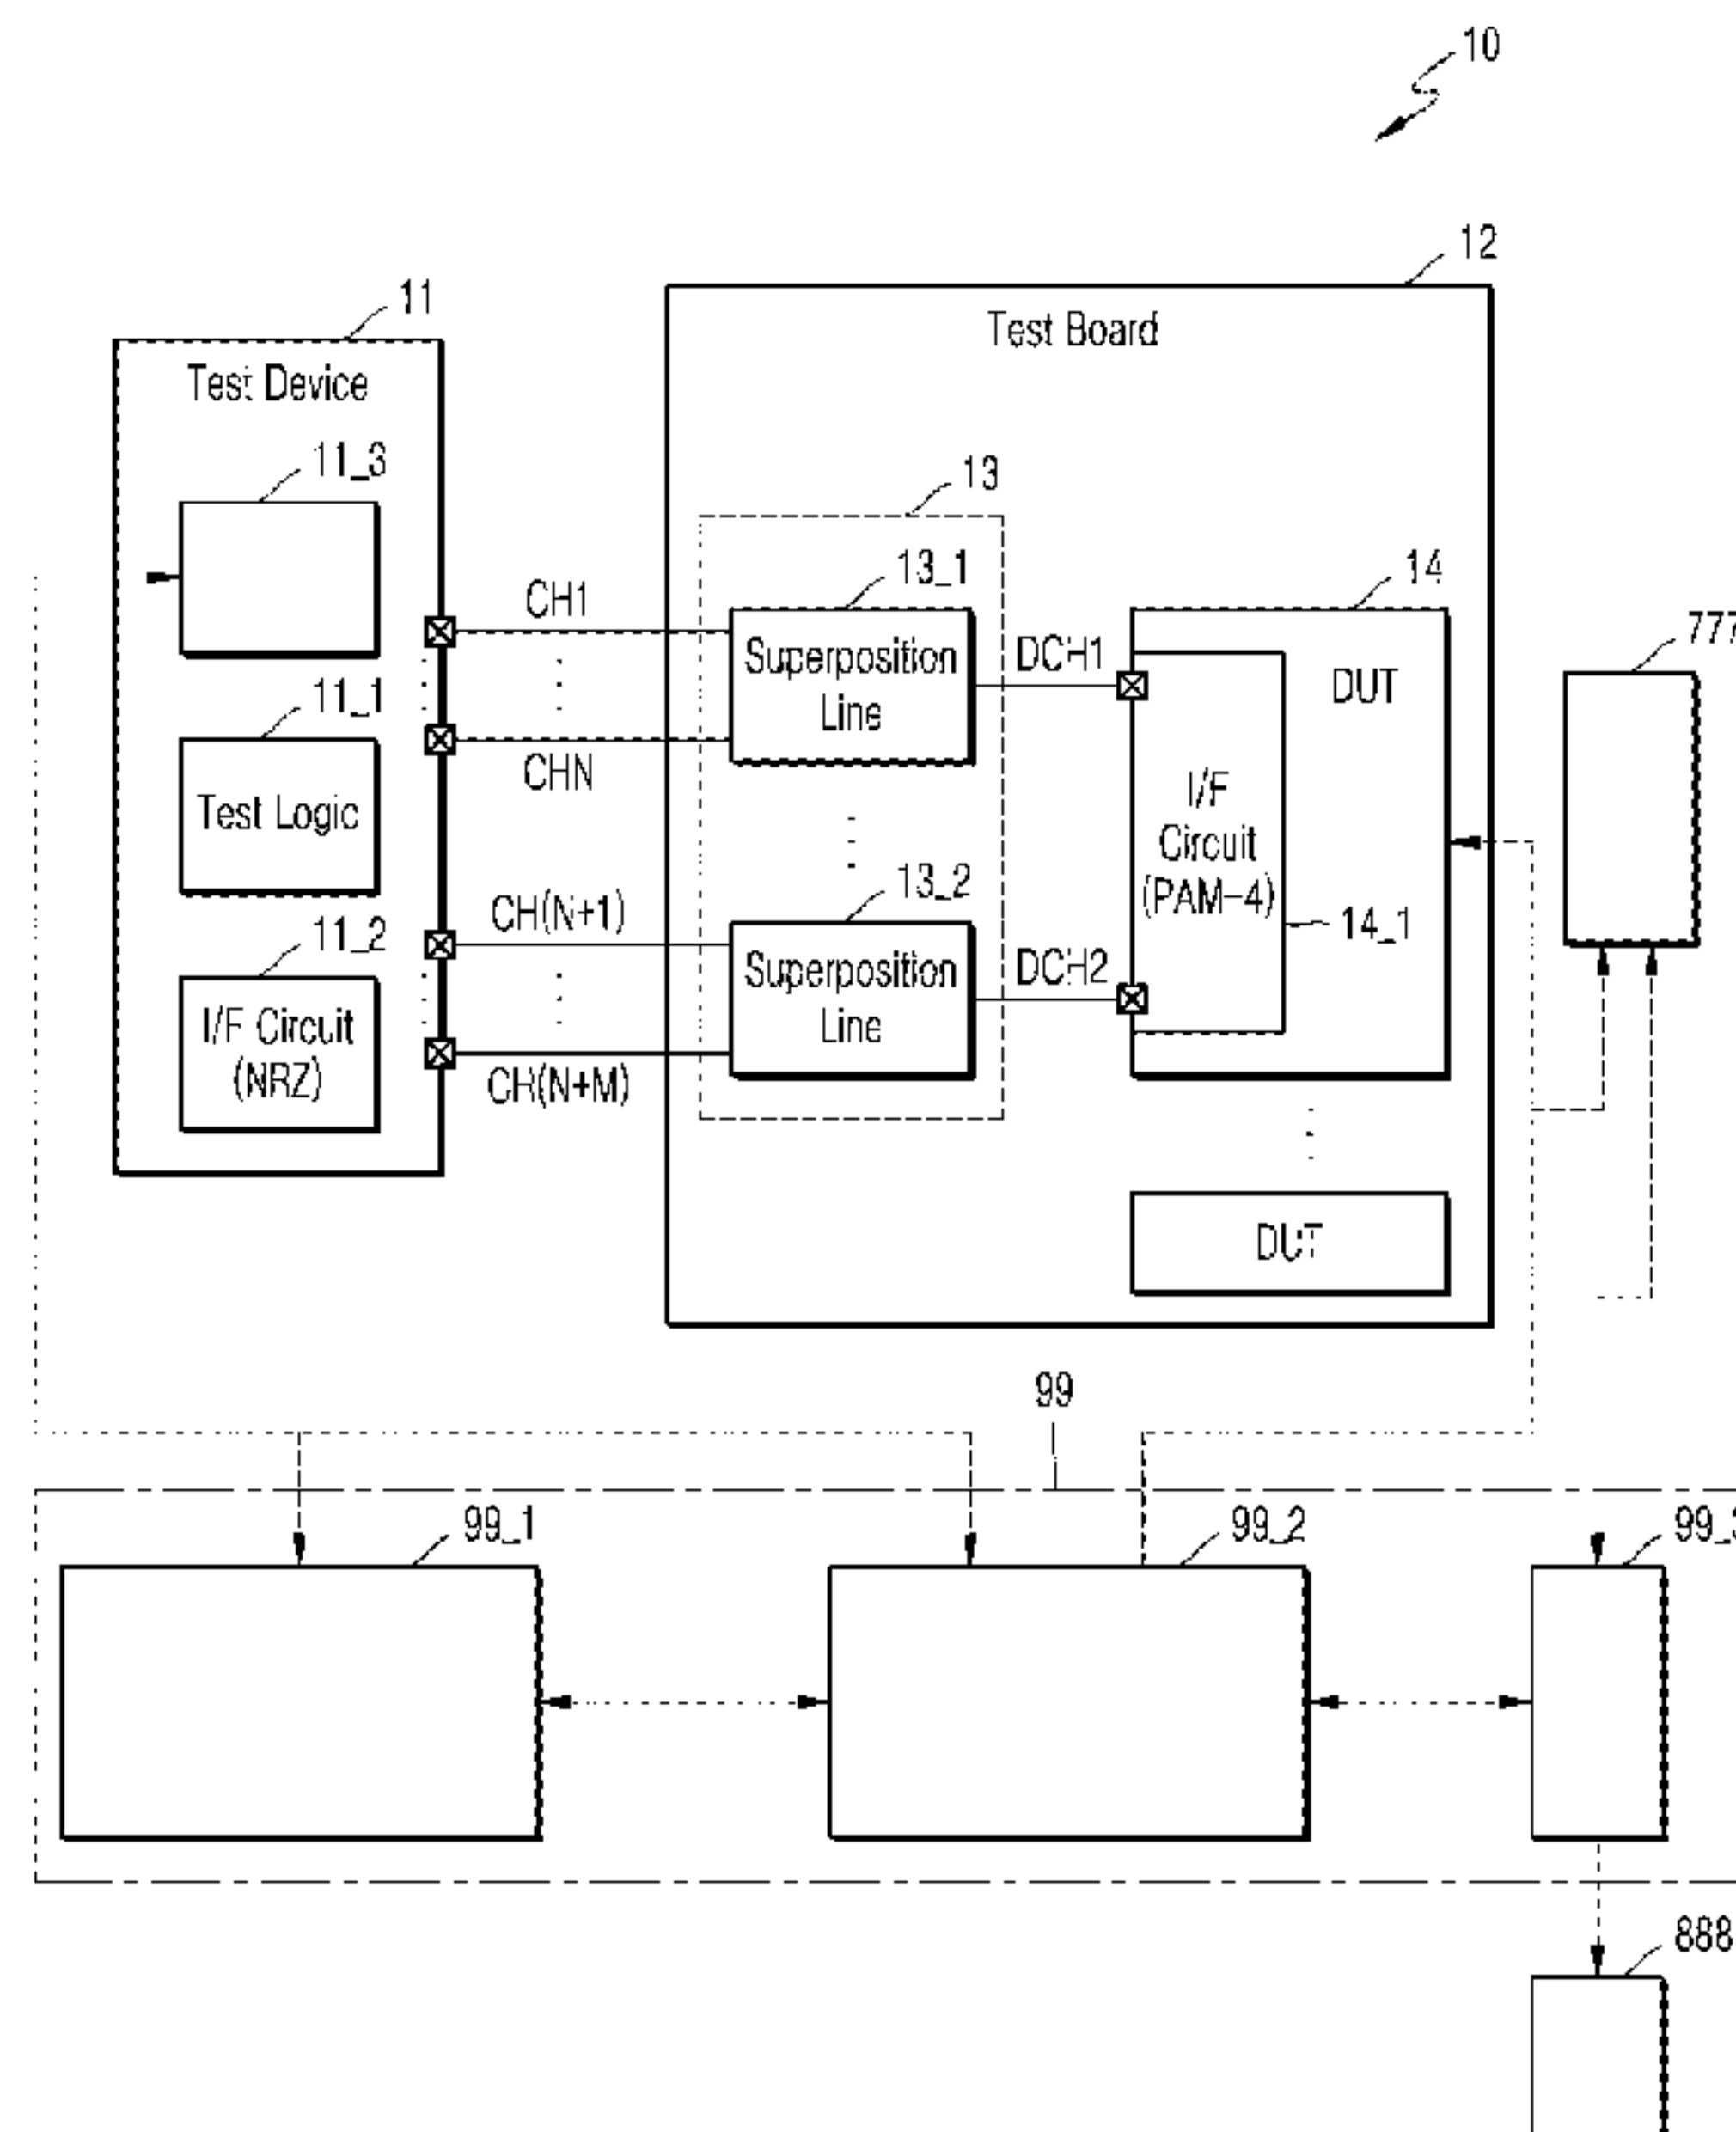 10
12
11
Test Board
Test Device
11_3
13
13_1
14
CH1
777
Superposition
Line
DCH1
DUT
11_1
CHN
Test Logic
I/F
Circuit
(PAM-4)
13_2
CH(N+1)
14_1
11_2
DCH2
Superposition
Line
I/F Circuit
(NRZ)
CH(N+M)
DUT
99
99_1
99_2
99_3
888